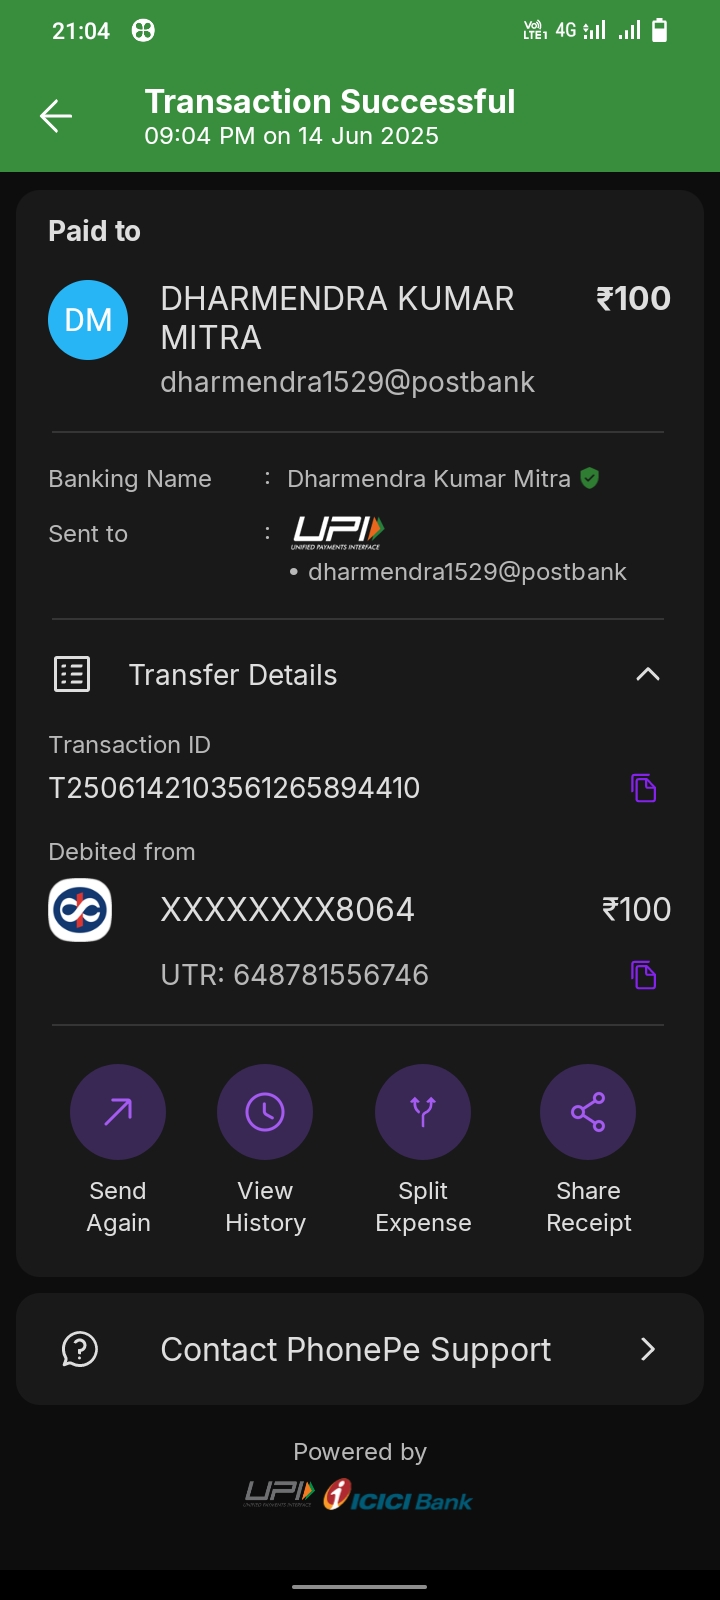 21:04
Vo)) LTE1 4G
Transaction Successful
09:04 PM on 14 Jun 2025
Paid to
DM
DHARMENDRA KUMAR
MITRA
₹100
dharmendra1529@postbank
Banking Name : Dharmendra Kumar Mitra
Sent to : UPI
UNIFIED PAYMENTS INTERFACE
• dharmendra1529@postbank
Transfer Details
Transaction ID
T2506142103561265894410
Debited from
XXXXXXXX8064 ₹100
UTR: 648781556746
Send Again
View History
Split Expense
Share Receipt
Contact PhonePe Support
Powered by
UPI
UNIFIED PAYMENTS INTERFACE
ICICI Bank